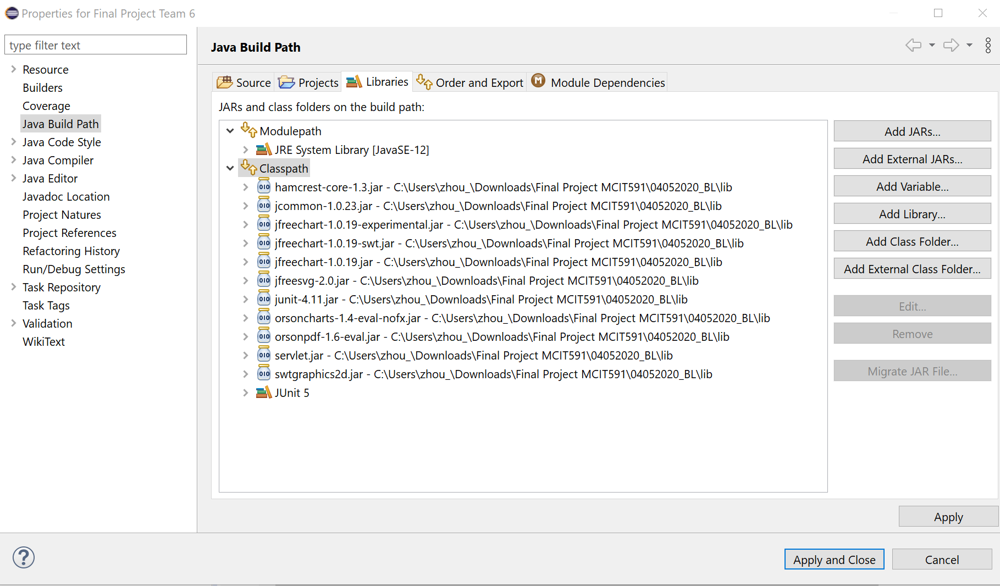 Properties for Final Project Team 6
type filter text
Resource
Builders
Coverage
Java Build Path
Java Code Style
Java Compiler
Java Editor
Javadoc Location
Project Natures
Project References
Refactoring History
Run/Debug Settings
Task Repository
Task Tags
Validation
WikiText
Java Build Path
Source Projects Libraries Order and Export M Module Dependencies
JARs and class folders on the build path:
Modulepath
JRE System Library [JavaSE-12]
Classpath
010 hamcrest-core-1.3.jar - C:\Users\zhou_\Downloads\Final Project MCIT591\04052020_BL\lib
010 jcommon-1.0.23.jar - C:\Users\zhou_\Downloads\Final Project MCIT591\04052020_BL\lib
010 jfreechart-1.0.19-experimental.jar - C:\Users\zhou_\Downloads\Final Project MCIT591\04052020_BL\lib
010 jfreechart-1.0.19-swt.jar - C:\Users\zhou_\Downloads\Final Project MCIT591\04052020_BL\lib
010 jfreechart-1.0.19.jar - C:\Users\zhou_\Downloads\Final Project MCIT591\04052020_BL\lib
010 jfreesvg-2.0.jar - C:\Users\zhou_\Downloads\Final Project MCIT591\04052020_BL\lib
010 junit-4.11.jar - C:\Users\zhou_\Downloads\Final Project MCIT591\04052020_BL\lib
010 orsoncharts-1.4-eval-nofx.jar - C:\Users\zhou_\Downloads\Final Project MCIT591\04052020_BL\lib
010 orsonpdf-1.6-eval.jar - C:\Users\zhou_\Downloads\Final Project MCIT591\04052020_BL\lib
010 servlet.jar - C:\Users\zhou_\Downloads\Final Project MCIT591\04052020_BL\lib
010 swtgraphics2d.jar - C:\Users\zhou_\Downloads\Final Project MCIT591\04052020_BL\lib
JUnit 5
Add JARs...
Add External JARs...
Add Variable...
Add Library...
Add Class Folder...
Add External Class Folder...
Edit...
Remove
Migrate JAR File...
Apply
?
Apply and Close
Cancel